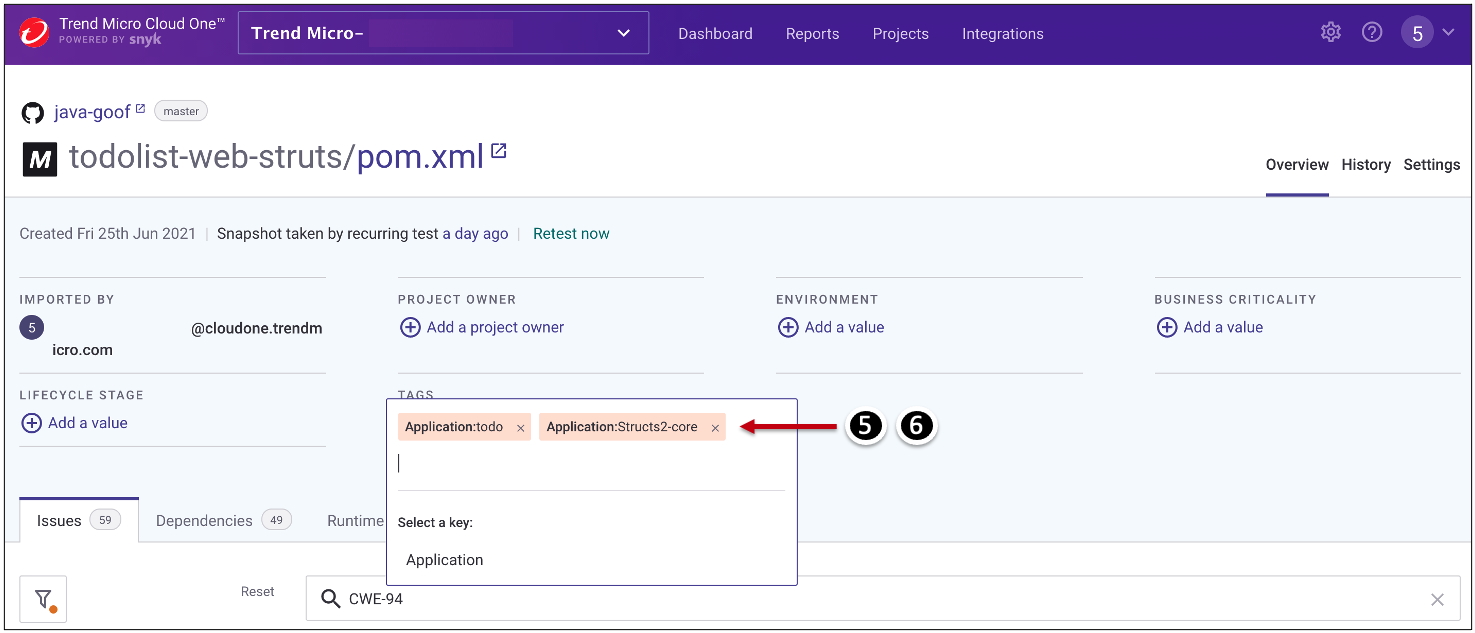 Trend Micro Cloud One™
POWERED BY snyk
Trend Micro–
Dashboard Reports Projects Integrations
5
java-goof master
M todolist-web-struts/pom.xml
Overview History Settings
Created Fri 25th Jun 2021 | Snapshot taken by recurring test a day ago | Retest now
IMPORTED BY PROJECT OWNER ENVIRONMENT BUSINESS CRITICALITY
5 @cloudone.trendm Add a project owner Add a value Add a value
icro.com
LIFECYCLE STAGE TAGS
Add a value
Application:todo × Application:Structs2-core × 5 6
Issues 59 Dependencies 49 Runtime
Select a key:
Application
Reset CWE-94